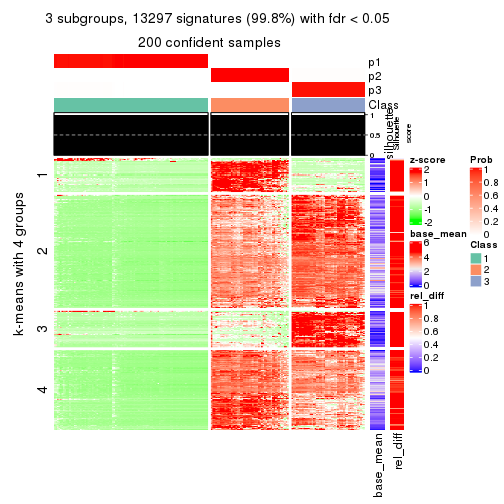 3 subgroups, 13297 signatures (99.8%) with fdr < 0.05
200 confident samples
p1
p2
p3
Class
1
0.5
0
silhouette
Silhouette
score
k-means with 4 groups
1
2
3
4
base_mean
rel_diff
z-score
2
1
0
-1
-2
base_mean
6
4
2
0
rel_diff
1
0.8
0.6
0.4
0.2
0
Prob
1
0.8
0.6
0.4
0.2
0
Class
1
2
3